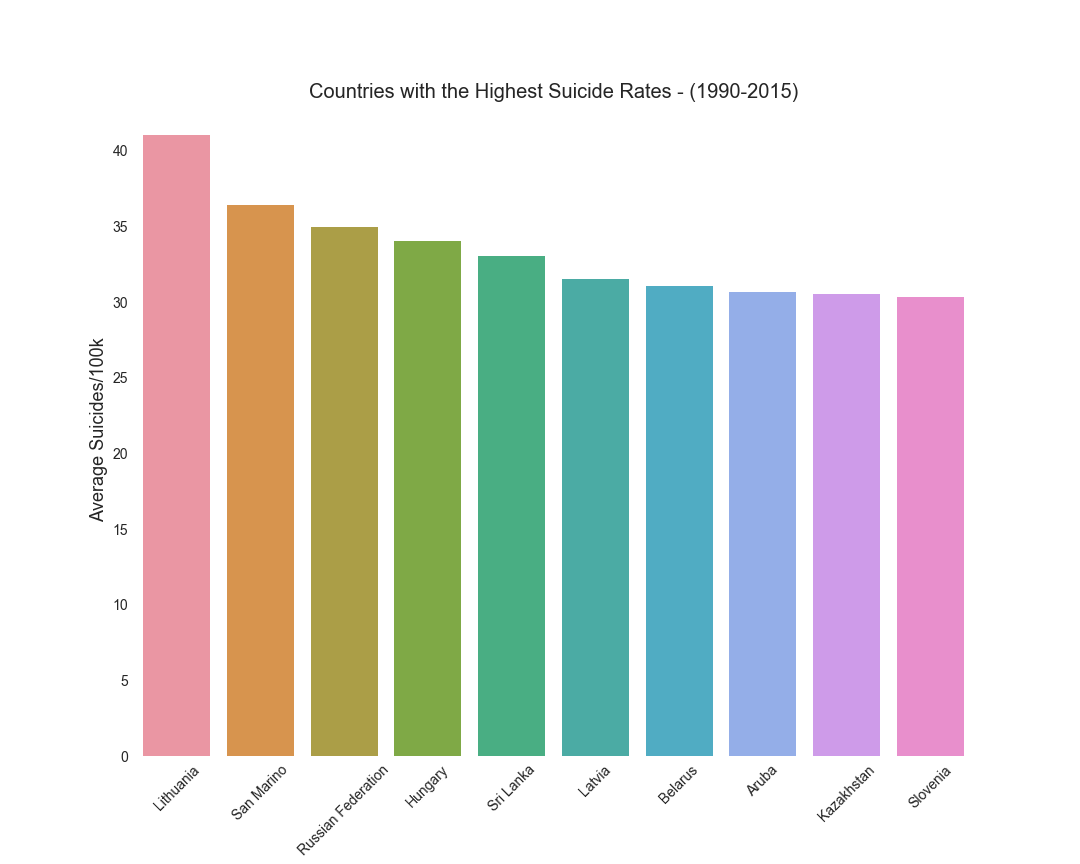 Countries with the Highest Suicide Rates - (1990-2015)
Average Suicides/100k
40
35
30
25
20
15
10
5
0
Lithuania
San Marino
Russian Federation
Hungary
Sri Lanka
Latvia
Belarus
Aruba
Kazakhstan
Slovenia